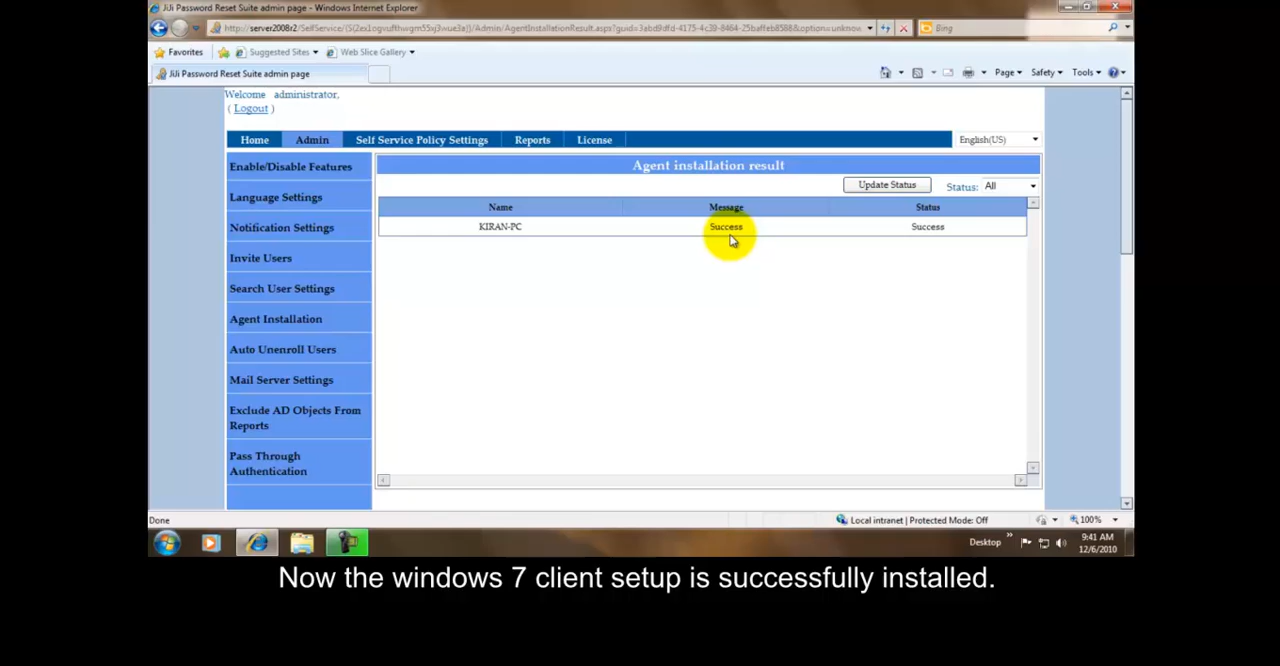 JiJi Password Reset Suite admin page - Windows Internet Explorer
Bing
Favorites Suggested Sites Web Slice Gallery
JiJi Password Reset Suite admin page Page Safety Tools
Welcome administrator,
( Logout )
Home Admin Self Service Policy Settings Reports License English(US)
Enable/Disable Features
Language Settings
Notification Settings
Invite Users
Search User Settings
Agent Installation
Auto Unenroll Users
Mail Server Settings
Exclude AD Objects From
Reports
Pass Through
Authentication
Agent installation result
Update Status Status: All
Name Message Status
KIRAN-PC Success Success
Done Local intranet | Protected Mode: Off 100%
Desktop » 9:41 AM
12/6/2010
Now the windows 7 client setup is successfully installed.